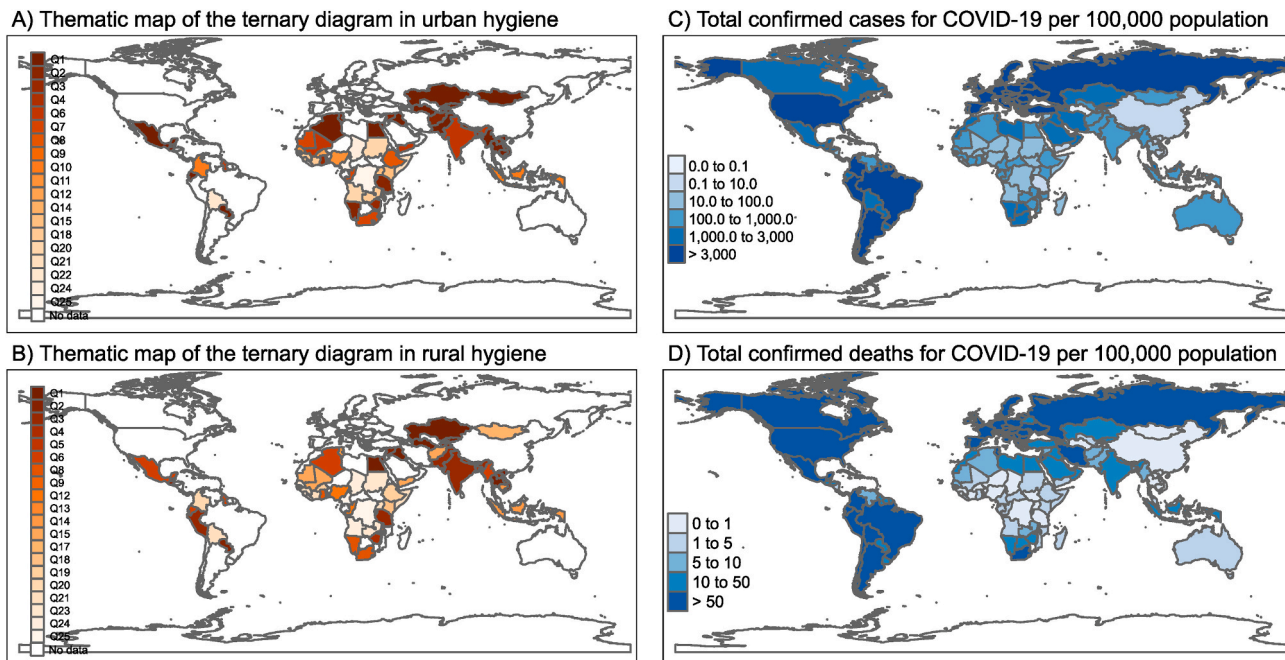 A) Thematic map of the ternary diagram in urban hygiene
Q1
Q2
Q3
Q4
Q6
Q7
Q8
Q9
Q10
Q11
Q12
Q14
Q15
Q18
Q20
Q21
Q22
Q24
Q25
No data
C) Total confirmed cases for COVID-19 per 100,000 population
0.0 to 0.1
0.1 to 10.0
10.0 to 100.0
100.0 to 1,000.0
1,000.0 to 3,000
> 3,000
B) Thematic map of the ternary diagram in rural hygiene
Q1
Q2
Q3
Q4
Q5
Q6
Q8
Q9
Q12
Q13
Q14
Q15
Q17
Q18
Q19
Q20
Q21
Q23
Q24
Q25
No data
D) Total confirmed deaths for COVID-19 per 100,000 population
0 to 1
1 to 5
5 to 10
10 to 50
> 50